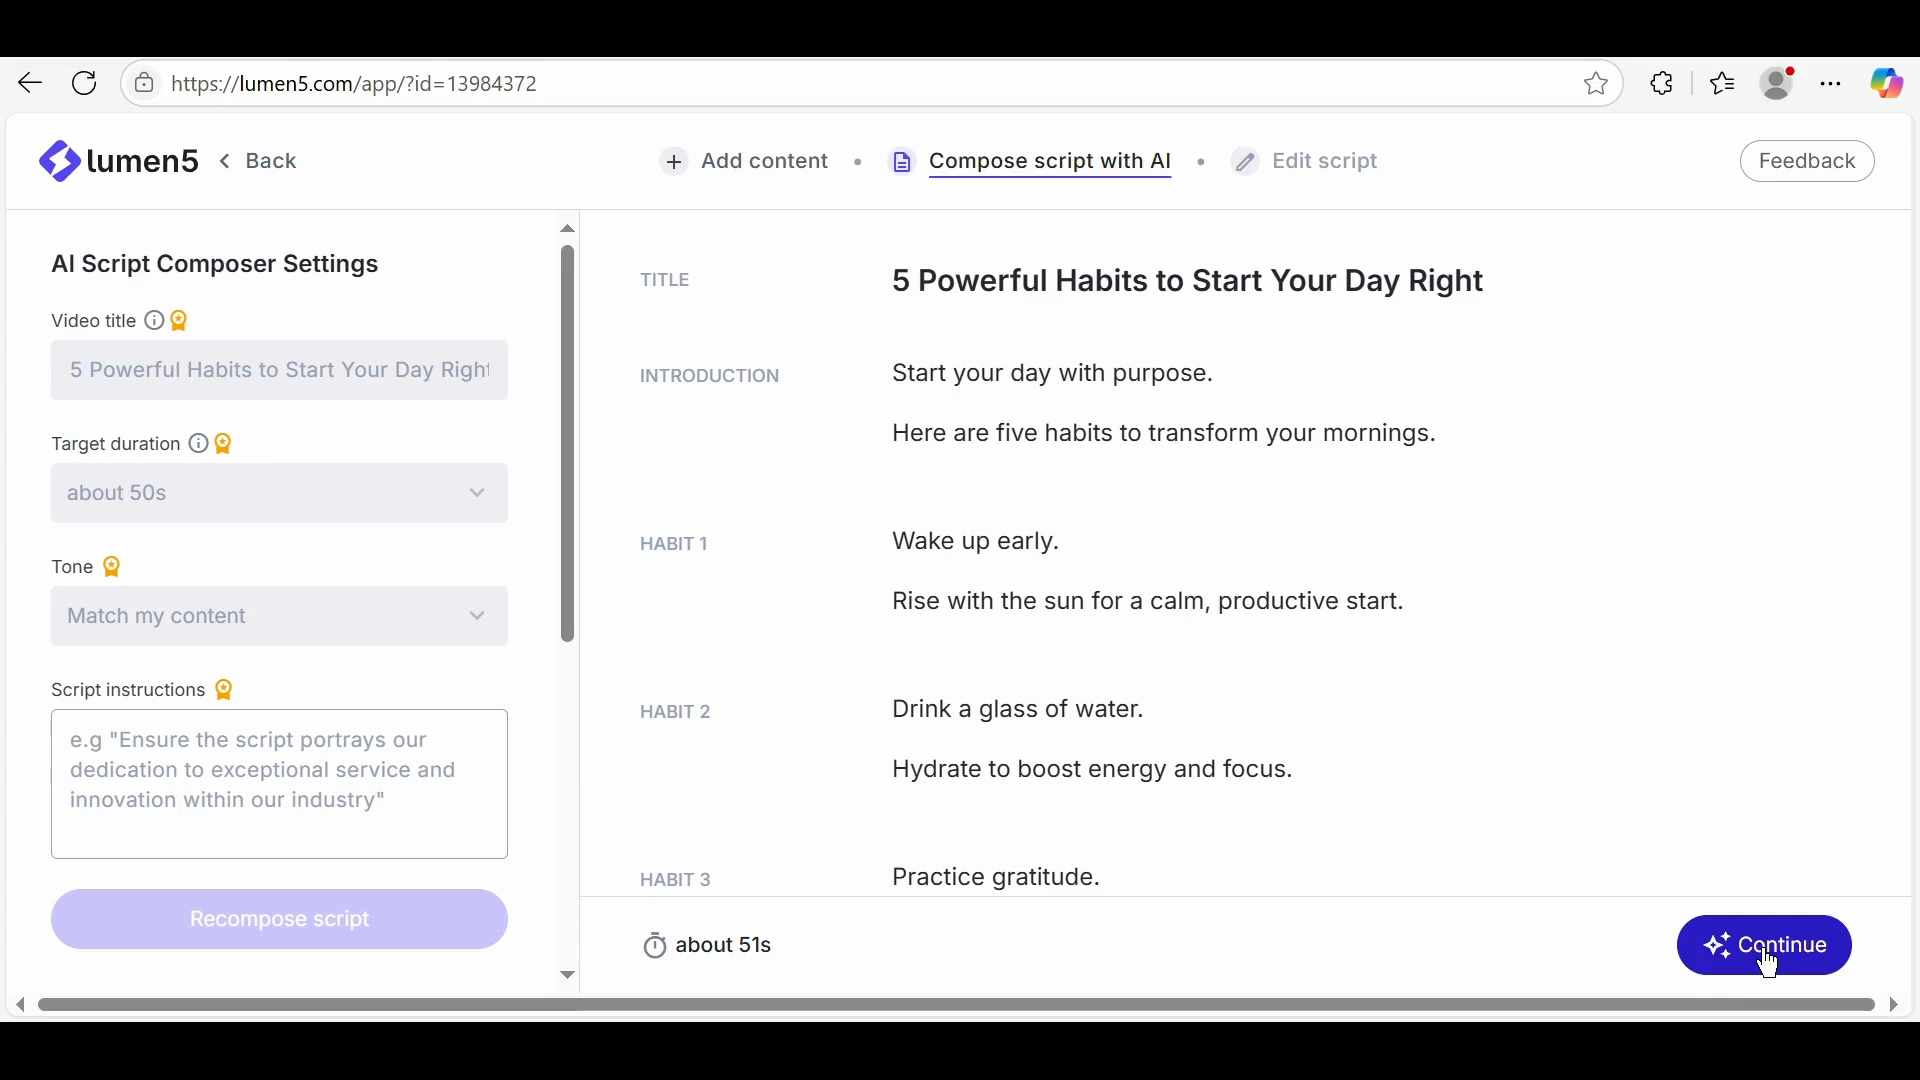 https://lumen5.com/app/?id=13984372
lumen5
Back
Add content
Compose script with AI
Edit script
Feedback
AI Script Composer Settings
Video title
5 Powerful Habits to Start Your Day Right
Target duration
about 50s
Tone
Match my content
Script instructions
e.g "Ensure the script portrays our
dedication to exceptional service and
innovation within our industry"
Recompose script
TITLE
5 Powerful Habits to Start Your Day Right
INTRODUCTION
Start your day with purpose.
Here are five habits to transform your mornings.
HABIT 1
Wake up early.
Rise with the sun for a calm, productive start.
HABIT 2
Drink a glass of water.
Hydrate to boost energy and focus.
HABIT 3
Practice gratitude.
about 51s
Continue